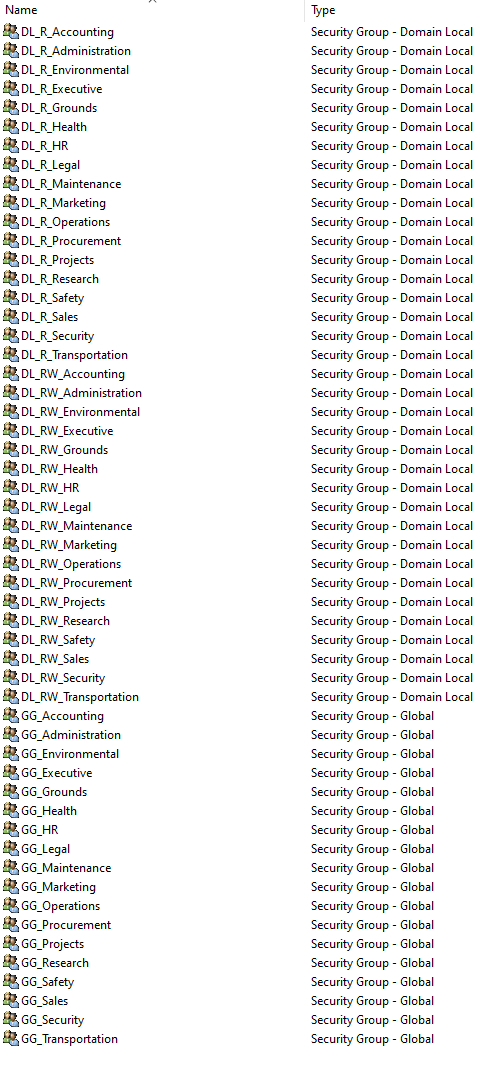 Name Type
DL_R_Accounting Security Group - Domain Local
DL_R_Administration Security Group - Domain Local
DL_R_Environmental Security Group - Domain Local
DL_R_Executive Security Group - Domain Local
DL_R_Grounds Security Group - Domain Local
DL_R_Health Security Group - Domain Local
DL_R_HR Security Group - Domain Local
DL_R_Legal Security Group - Domain Local
DL_R_Maintenance Security Group - Domain Local
DL_R_Marketing Security Group - Domain Local
DL_R_Operations Security Group - Domain Local
DL_R_Procurement Security Group - Domain Local
DL_R_Projects Security Group - Domain Local
DL_R_Research Security Group - Domain Local
DL_R_Safety Security Group - Domain Local
DL_R_Sales Security Group - Domain Local
DL_R_Security Security Group - Domain Local
DL_R_Transportation Security Group - Domain Local
DL_RW_Accounting Security Group - Domain Local
DL_RW_Administration Security Group - Domain Local
DL_RW_Environmental Security Group - Domain Local
DL_RW_Executive Security Group - Domain Local
DL_RW_Grounds Security Group - Domain Local
DL_RW_Health Security Group - Domain Local
DL_RW_HR Security Group - Domain Local
DL_RW_Legal Security Group - Domain Local
DL_RW_Maintenance Security Group - Domain Local
DL_RW_Marketing Security Group - Domain Local
DL_RW_Operations Security Group - Domain Local
DL_RW_Procurement Security Group - Domain Local
DL_RW_Projects Security Group - Domain Local
DL_RW_Research Security Group - Domain Local
DL_RW_Safety Security Group - Domain Local
DL_RW_Sales Security Group - Domain Local
DL_RW_Security Security Group - Domain Local
DL_RW_Transportation Security Group - Domain Local
GG_Accounting Security Group - Global
GG_Administration Security Group - Global
GG_Environmental Security Group - Global
GG_Executive Security Group - Global
GG_Grounds Security Group - Global
GG_Health Security Group - Global
GG_HR Security Group - Global
GG_Legal Security Group - Global
GG_Maintenance Security Group - Global
GG_Marketing Security Group - Global
GG_Operations Security Group - Global
GG_Procurement Security Group - Global
GG_Projects Security Group - Global
GG_Research Security Group - Global
GG_Safety Security Group - Global
GG_Sales Security Group - Global
GG_Security Security Group - Global
GG_Transportation Security Group - Global